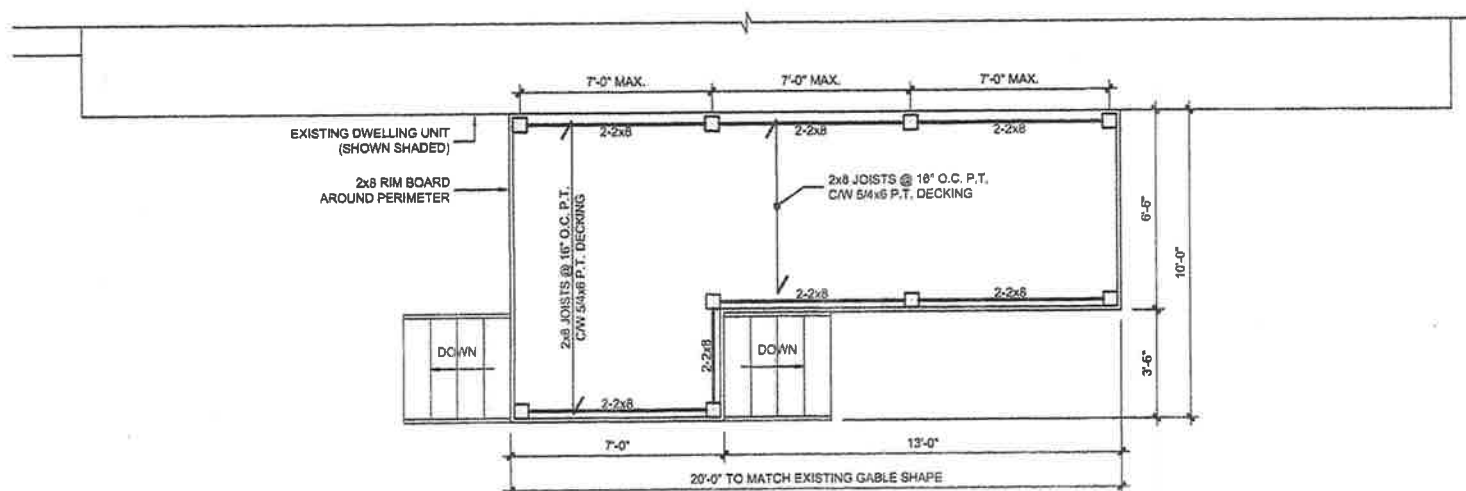 7'-0" MAX.
7'-0" MAX.
7'-0" MAX.
2-2x8
2-2x8
2-2x8
EXISTING DWELLING UNIT
(SHOWN SHADED)
2x8 RIM BOARD
AROUND PERIMETER
2x8 JOISTS @ 16" O.C. P.T.
C/W 5/4x6 P.T. DECKING
2x8 JOISTS @ 16" O.C. P.T.
C/W 5/4x6 P.T. DECKING
6'-6"
10'-0"
2-2x8
2-2x8
DOWN
2-2x8
DOWN
3'-6"
2-2x8
7'-0"
13'-0"
20'-0" TO MATCH EXISTING GABLE SHAPE